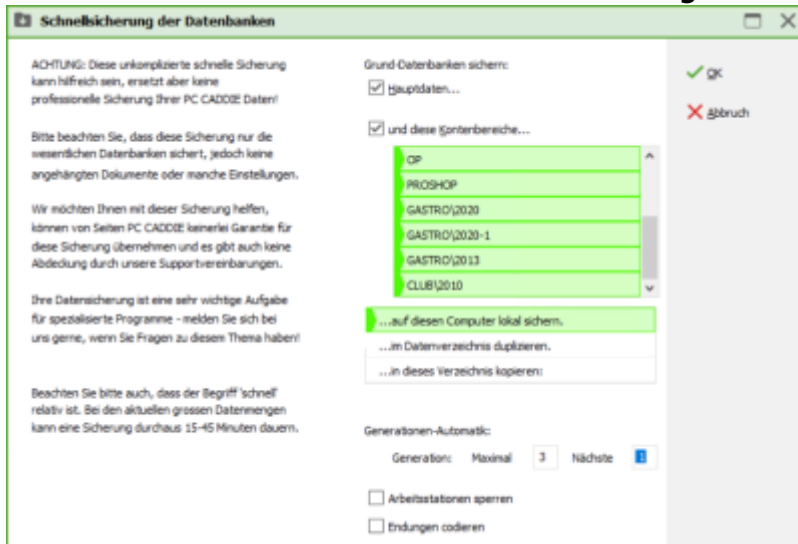 Schnellsicherung der Datenbanken
ACHTUNG: Diese unkomplizierte schnelle Sicherung
kann hilfreich sein, ersetzt aber keine
professionelle Sicherung Ihrer PC CADDIE Daten!
Bitte beachten Sie, dass diese Sicherung nur die
wesentlichen Datenbanken sichert, jedoch keine
angehängten Dokumente oder manche Einstellungen.
Wir möchten Ihnen mit dieser Sicherung helfen,
können von Seiten PC CADDIE keinerlei Garantie für
diese Sicherung übernehmen und es gibt auch keine
Abdeckung durch unsere Supportvereinbarungen.
Ihre Datensicherung ist eine sehr wichtige Aufgabe
für spezialisierte Programme - melden Sie sich bei
uns gerne, wenn Sie Fragen zu diesem Thema haben!
Beachten Sie bitte auch, dass der Begriff 'schnell'
relativ ist. Bei den aktuellen grossen Datenmengen
kann eine Sicherung durchaus 15-45 Minuten dauern.
Grund-Datenbanken sichern:
Hauptdaten...
und diese Kontenbereiche...
OP
PROSHOP
GASTRO\2020
GASTRO\2020-1
GASTRO\2013
CLUB\2010
...auf diesen Computer lokal sichern.
...im Datenverzeichnis duplizieren.
...in dieses Verzeichnis kopieren:
Generationen-Automatik:
Generation: Maximal 3 Nächste 1
Arbeitsstationen sperren
Endungen codieren
OK
Abbruch